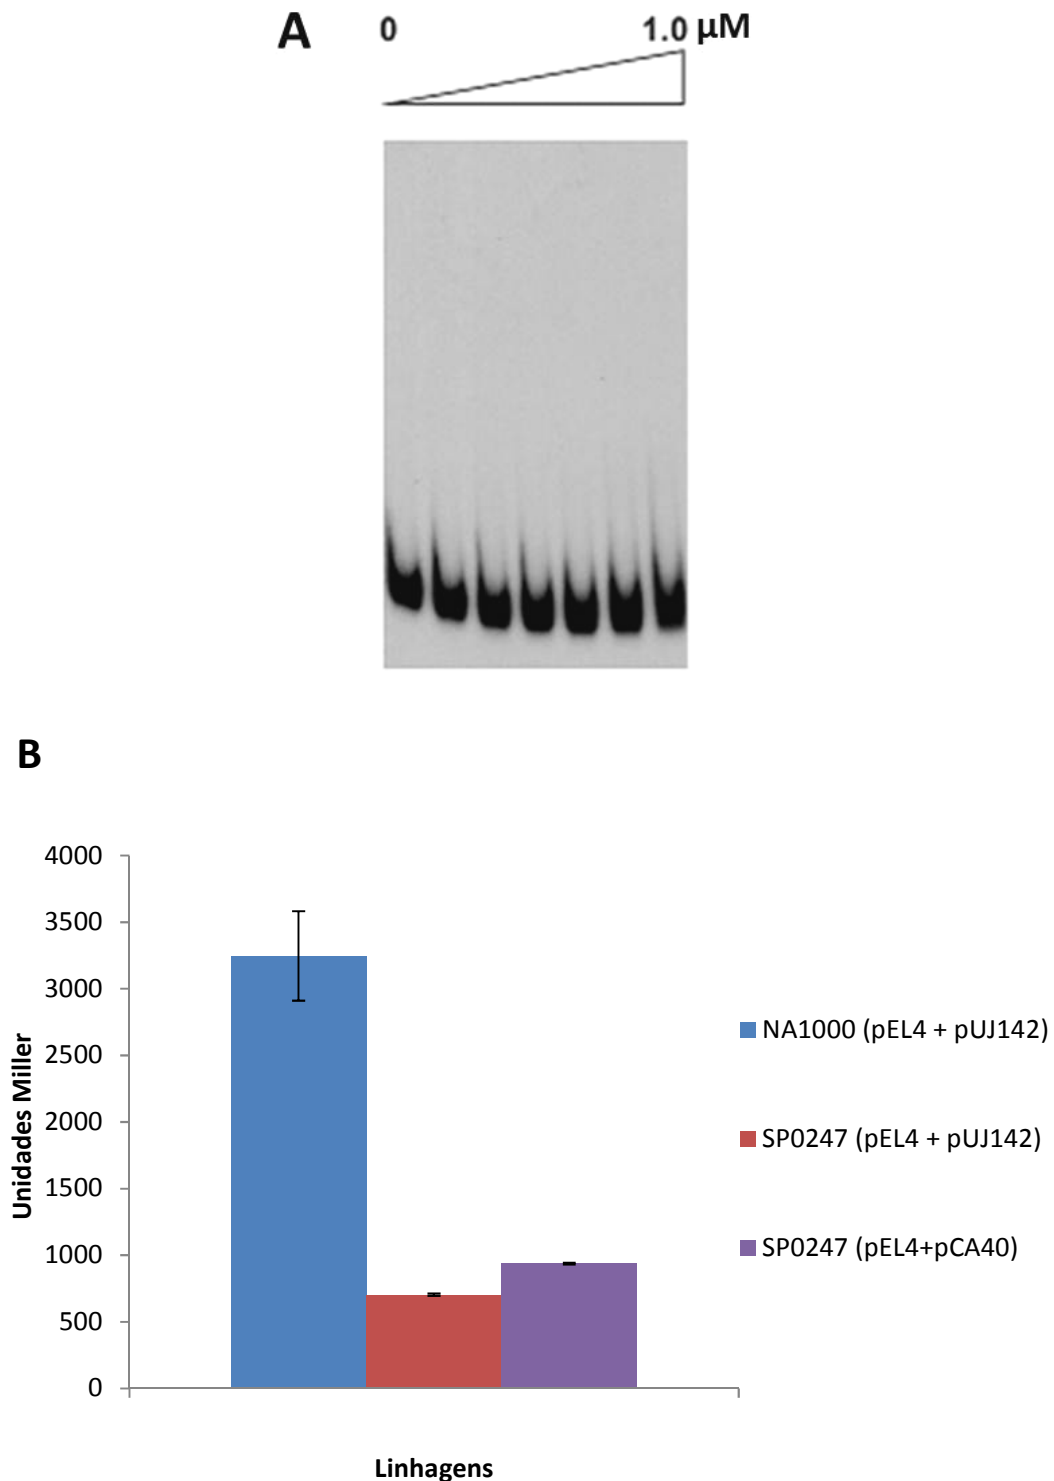 A
0
1.0 µM
B
4000
3500
3000
2500
2000
1500
1000
500
0
Unidades Miller
Linhagens
NA1000 (pEL4 + pUJ142)
SP0247 (pEL4 + pUJ142)
SP0247 (pEL4+pCA40)